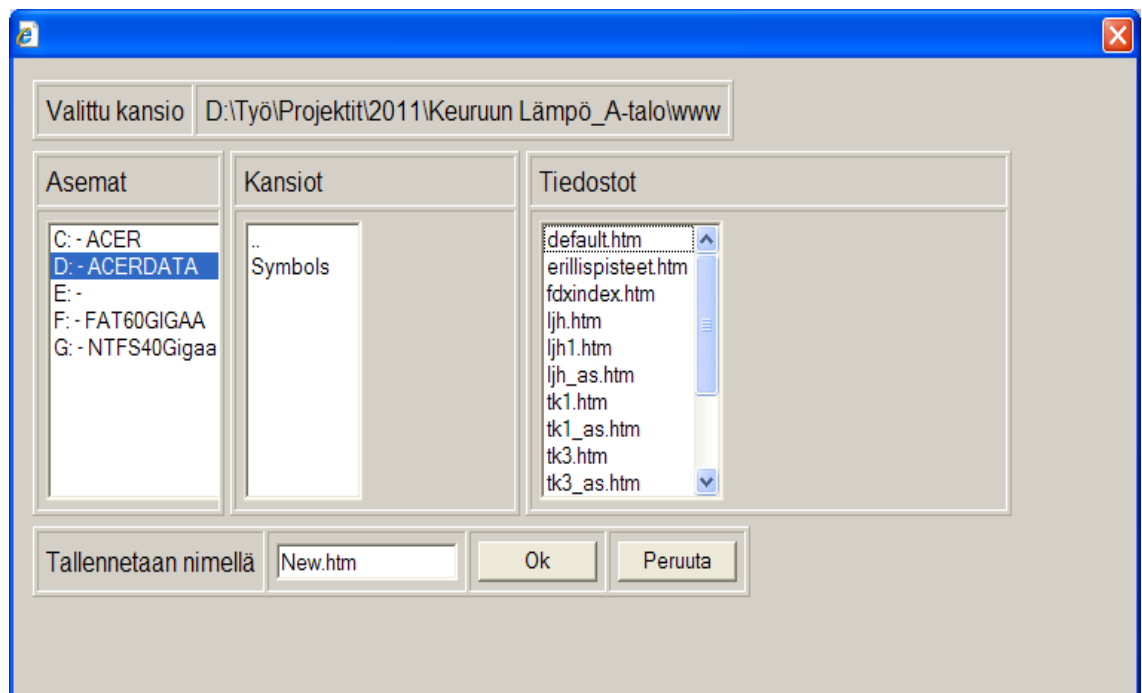 Valittu kansio D:\Työ\Projektit\2011\Keuruun Lämpö_A-talo\www
Asemat
C: - ACER
D: - ACERDATA
E: -
F: - FAT60GIGAA
G: - NTFS40Gigaa
Kansiot
..
Symbols
Tiedostot
default.htm
erillispisteet.htm
fdxindex.htm
ljh.htm
ljh1.htm
ljh_as.htm
tk1.htm
tk1_as.htm
tk3.htm
tk3_as.htm
Tallennetaan nimellä New.htm Ok Peruuta